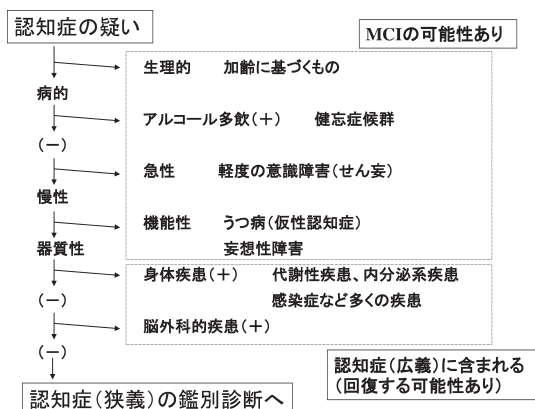 認知症の疑い
MCIの可能性あり
生理的 加齢に基づくもの
病的
アルコール多飲(+) 健忘症候群
(-)
急性 軽度の意識障害(せん妄)
慢性
機能性 うつ病(仮性認知症)
妄想性障害
器質性
身体疾患(+) 代謝性疾患、内分泌系疾患
感染症など多くの疾患
(-)
脳外科的疾患(+)
(-)
認知症(広義)に含まれる
(回復する可能性あり)
認知症(狭義)の鑑別診断へ